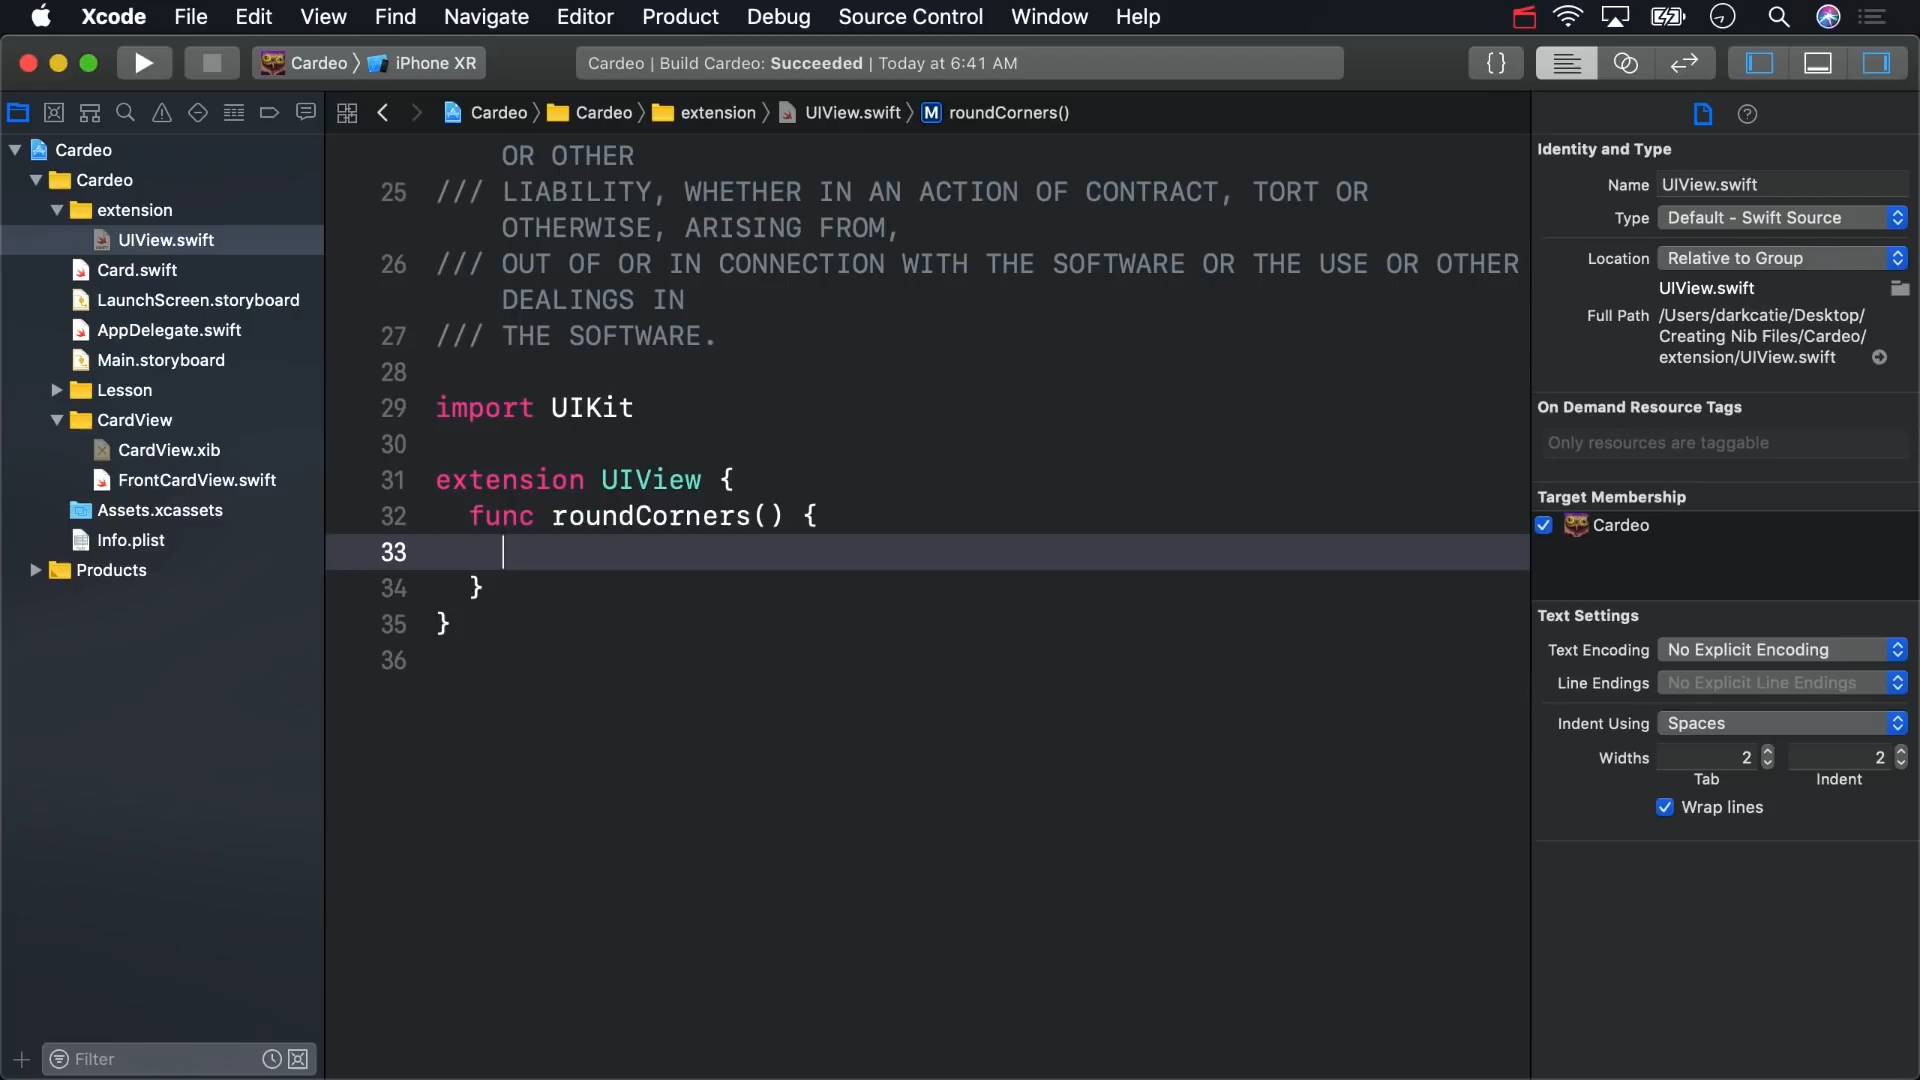 Xcode File Edit View Find Navigate Editor Product Debug Source Control Window Help
Cardeo iPhone XR
Cardeo | Build Cardeo: Succeeded | Today at 6:41 AM
{}
Cardeo Cardeo extension UIView.swift M roundCorners()
Cardeo
Cardeo
extension
UIView.swift
Card.swift
LaunchScreen.storyboard
AppDelegate.swift
Main.storyboard
Lesson
CardView
CardView.xib
FrontCardView.swift
Assets.xcassets
Info.plist
Products
Filter
OR OTHER
25 /// LIABILITY, WHETHER IN AN ACTION OF CONTRACT, TORT OR
OTHERWISE, ARISING FROM,
26 /// OUT OF OR IN CONNECTION WITH THE SOFTWARE OR THE USE OR OTHER
DEALINGS IN
27 /// THE SOFTWARE.
28
29 import UIKit
30
31 extension UIView {
32 func roundCorners() {
33
34 }
35 }
36
Identity and Type
Name UIView.swift
Type Default - Swift Source
Location Relative to Group
UIView.swift
Full Path /Users/darkcatie/Desktop/
Creating Nib Files/Cardeo/
extension/UIView.swift
On Demand Resource Tags
Only resources are taggable
Target Membership
Cardeo
Text Settings
Text Encoding No Explicit Encoding
Line Endings No Explicit Line Endings
Indent Using Spaces
Widths 2 2
Tab Indent
Wrap lines